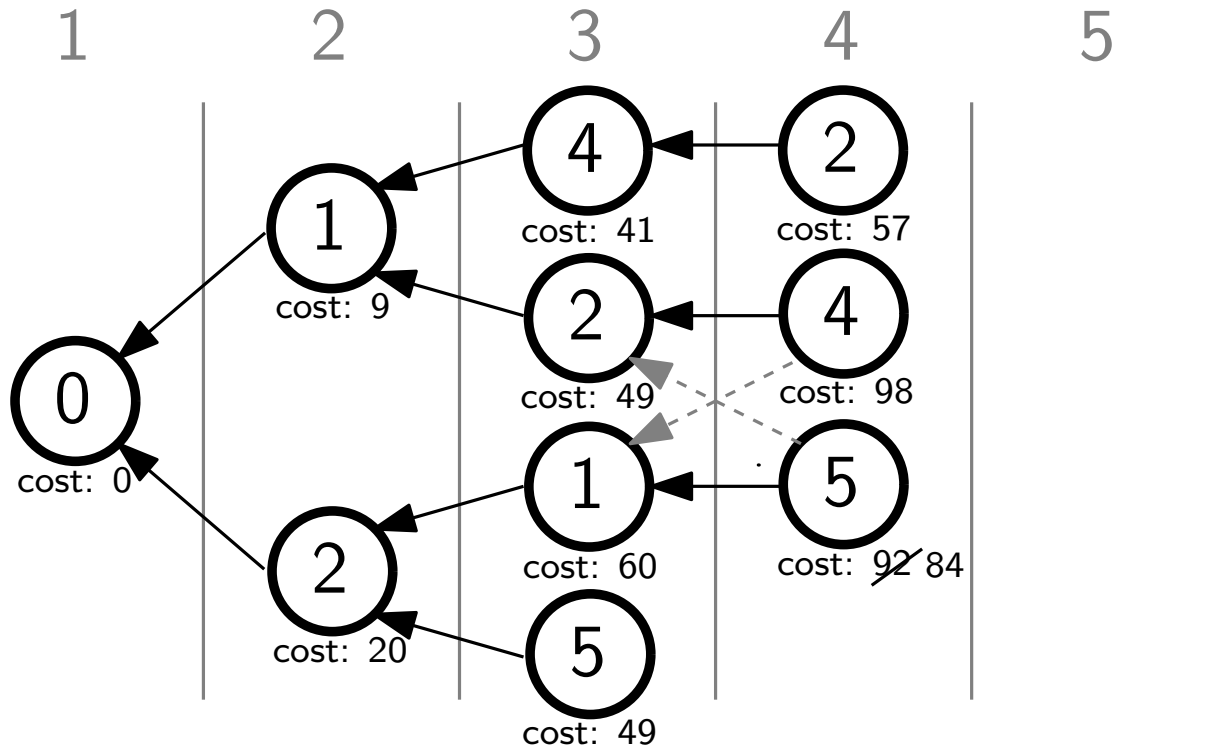 1 2 3 4 5
4
cost: 41
2
cost: 57
1
cost: 9
2
cost: 49
4
cost: 98
0
cost: 0
1
cost: 60
5
cost: 92 84
2
cost: 20
5
cost: 49